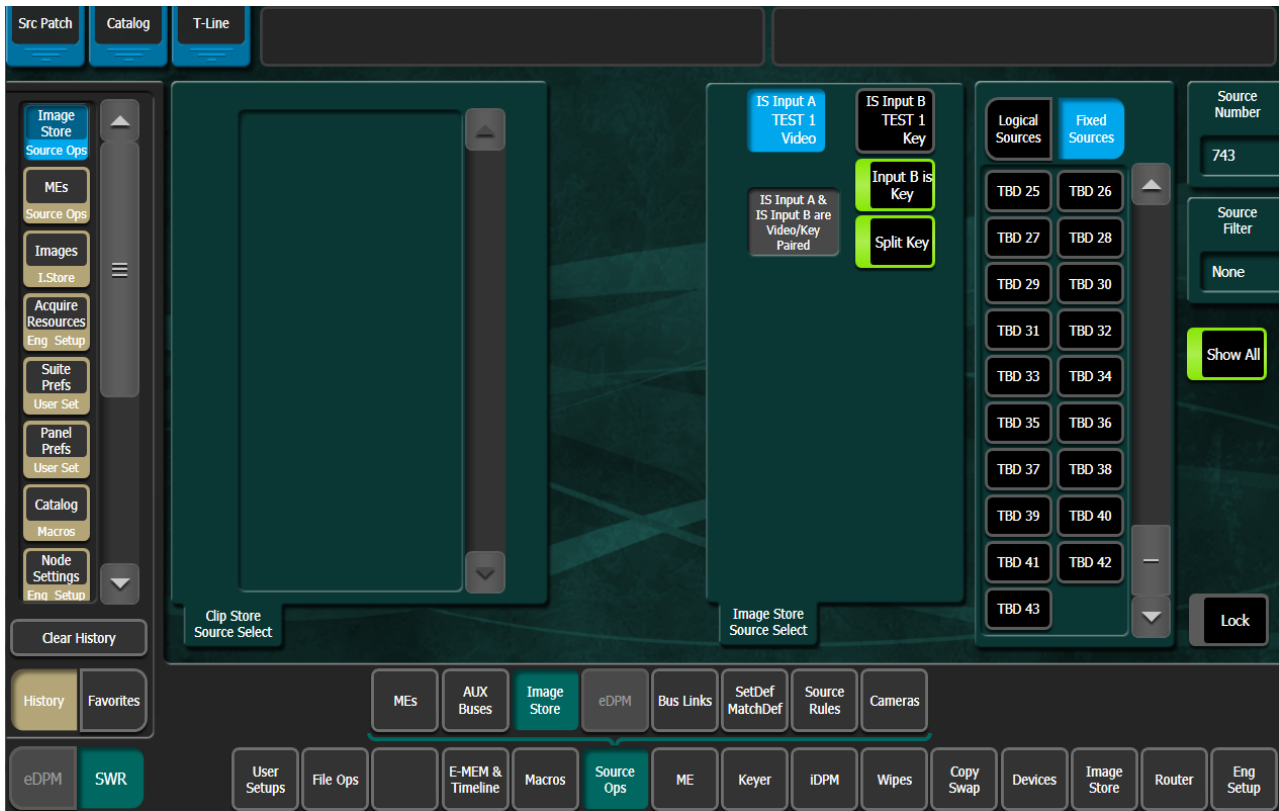 Src Patch
Catalog
T-Line
Image
Store
Source Ops
MEs
Source Ops
Images
I.Store
Acquire
Resources
Eng Setup
Suite
Prefs
User Set
Panel
Prefs
User Set
Catalog
Macros
Node
Settings
Eng Setup
Clear History
History
Favorites
eDPM
SWR
Clip Store
Source Select
IS Input A
TEST 1
Video
IS Input B
TEST 1
Key
Input B is
Key
IS Input A &
IS Input B are
Video/Key
Paired
Split Key
Image Store
Source Select
Logical
Sources
Fixed
Sources
TBD 25
TBD 26
TBD 27
TBD 28
TBD 29
TBD 30
TBD 31
TBD 32
TBD 33
TBD 34
TBD 35
TBD 36
TBD 37
TBD 38
TBD 39
TBD 40
TBD 41
TBD 42
TBD 43
Source
Number
743
Source
Filter
None
Show All
Lock
MEs
AUX
Buses
Image
Store
eDPM
Bus Links
SetDef
MatchDef
Source
Rules
Cameras
User
Setups
File Ops
E-MEM &
Timeline
Macros
Source
Ops
ME
Keyer
iDPM
Wipes
Copy
Swap
Devices
Image
Store
Router
Eng
Setup